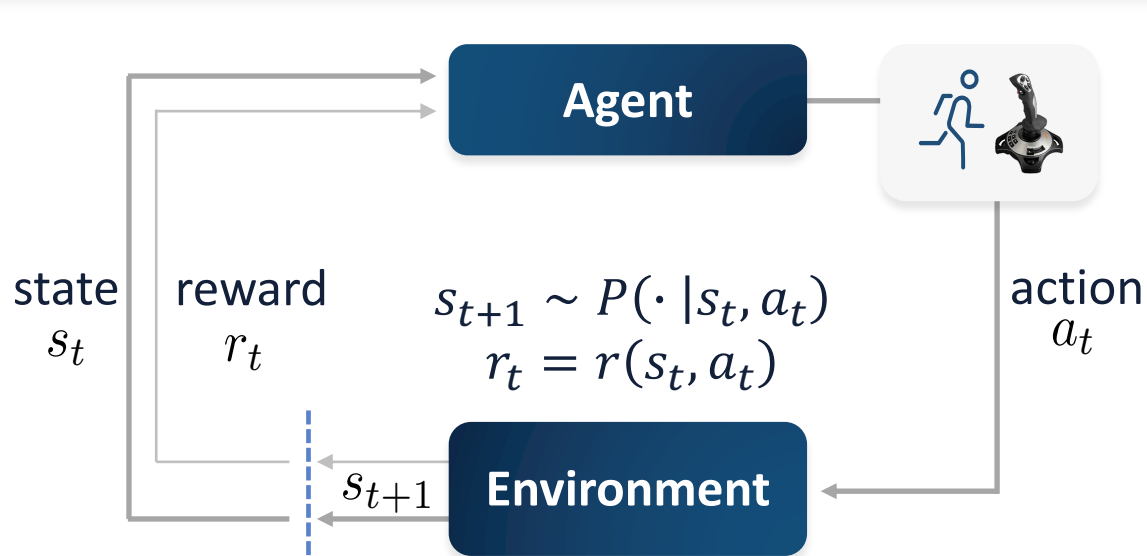 Agent
state
s_t
reward
r_t
s_{t+1} ~ P(· |s_t, a_t)
r_t = r(s_t, a_t)
action
a_t
s_{t+1}
Environment